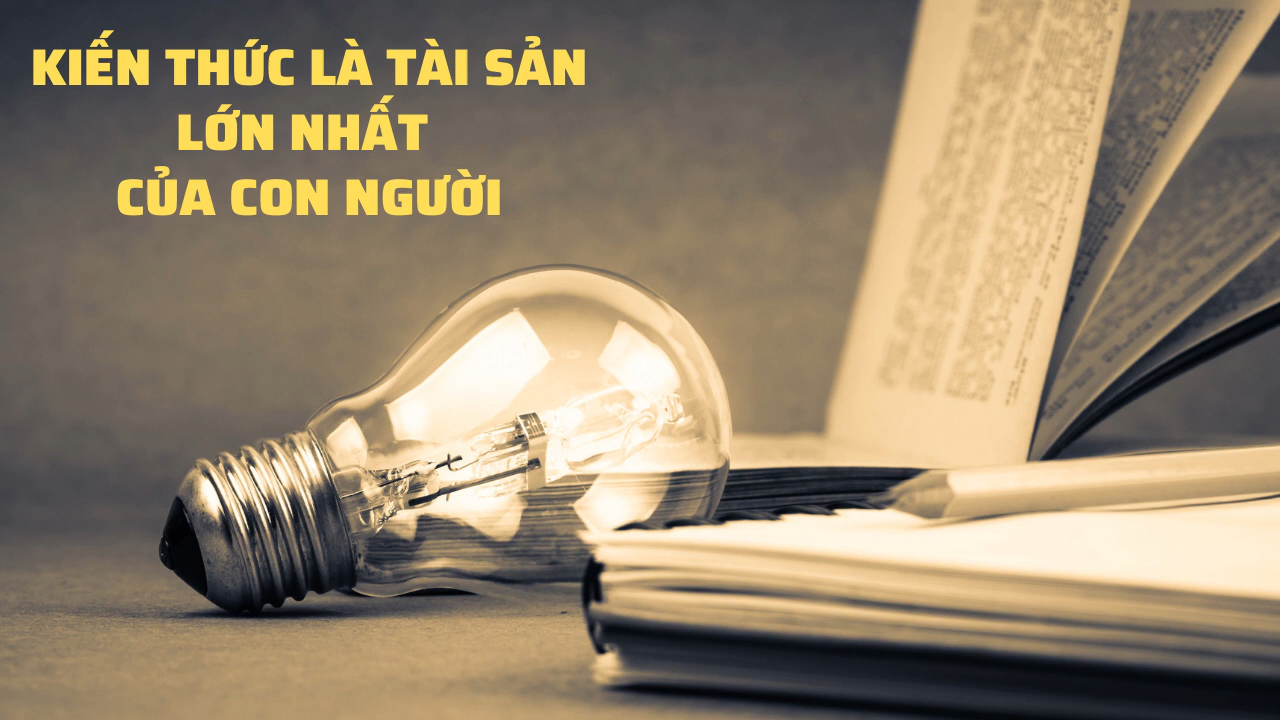 KIẾN THỨC LÀ TÀI SẢN
LỚN NHẤT
CỦA CON NGƯỜI